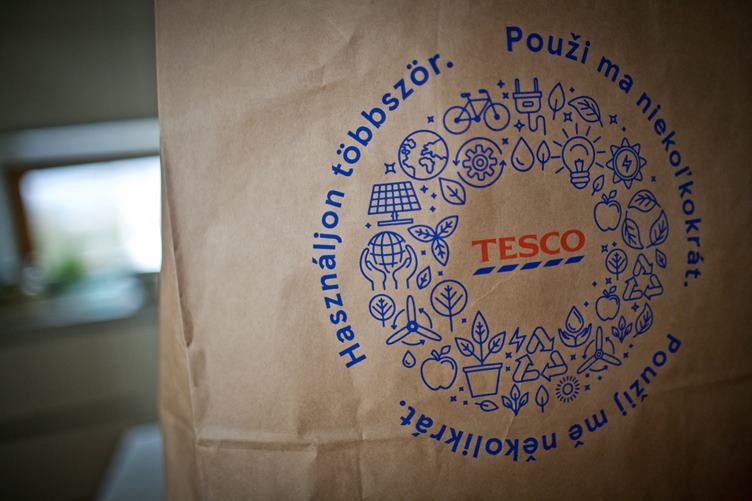 Használjon többször.
Použi ma niekoľkokrát.
Použij mě několikrát.
TESCO